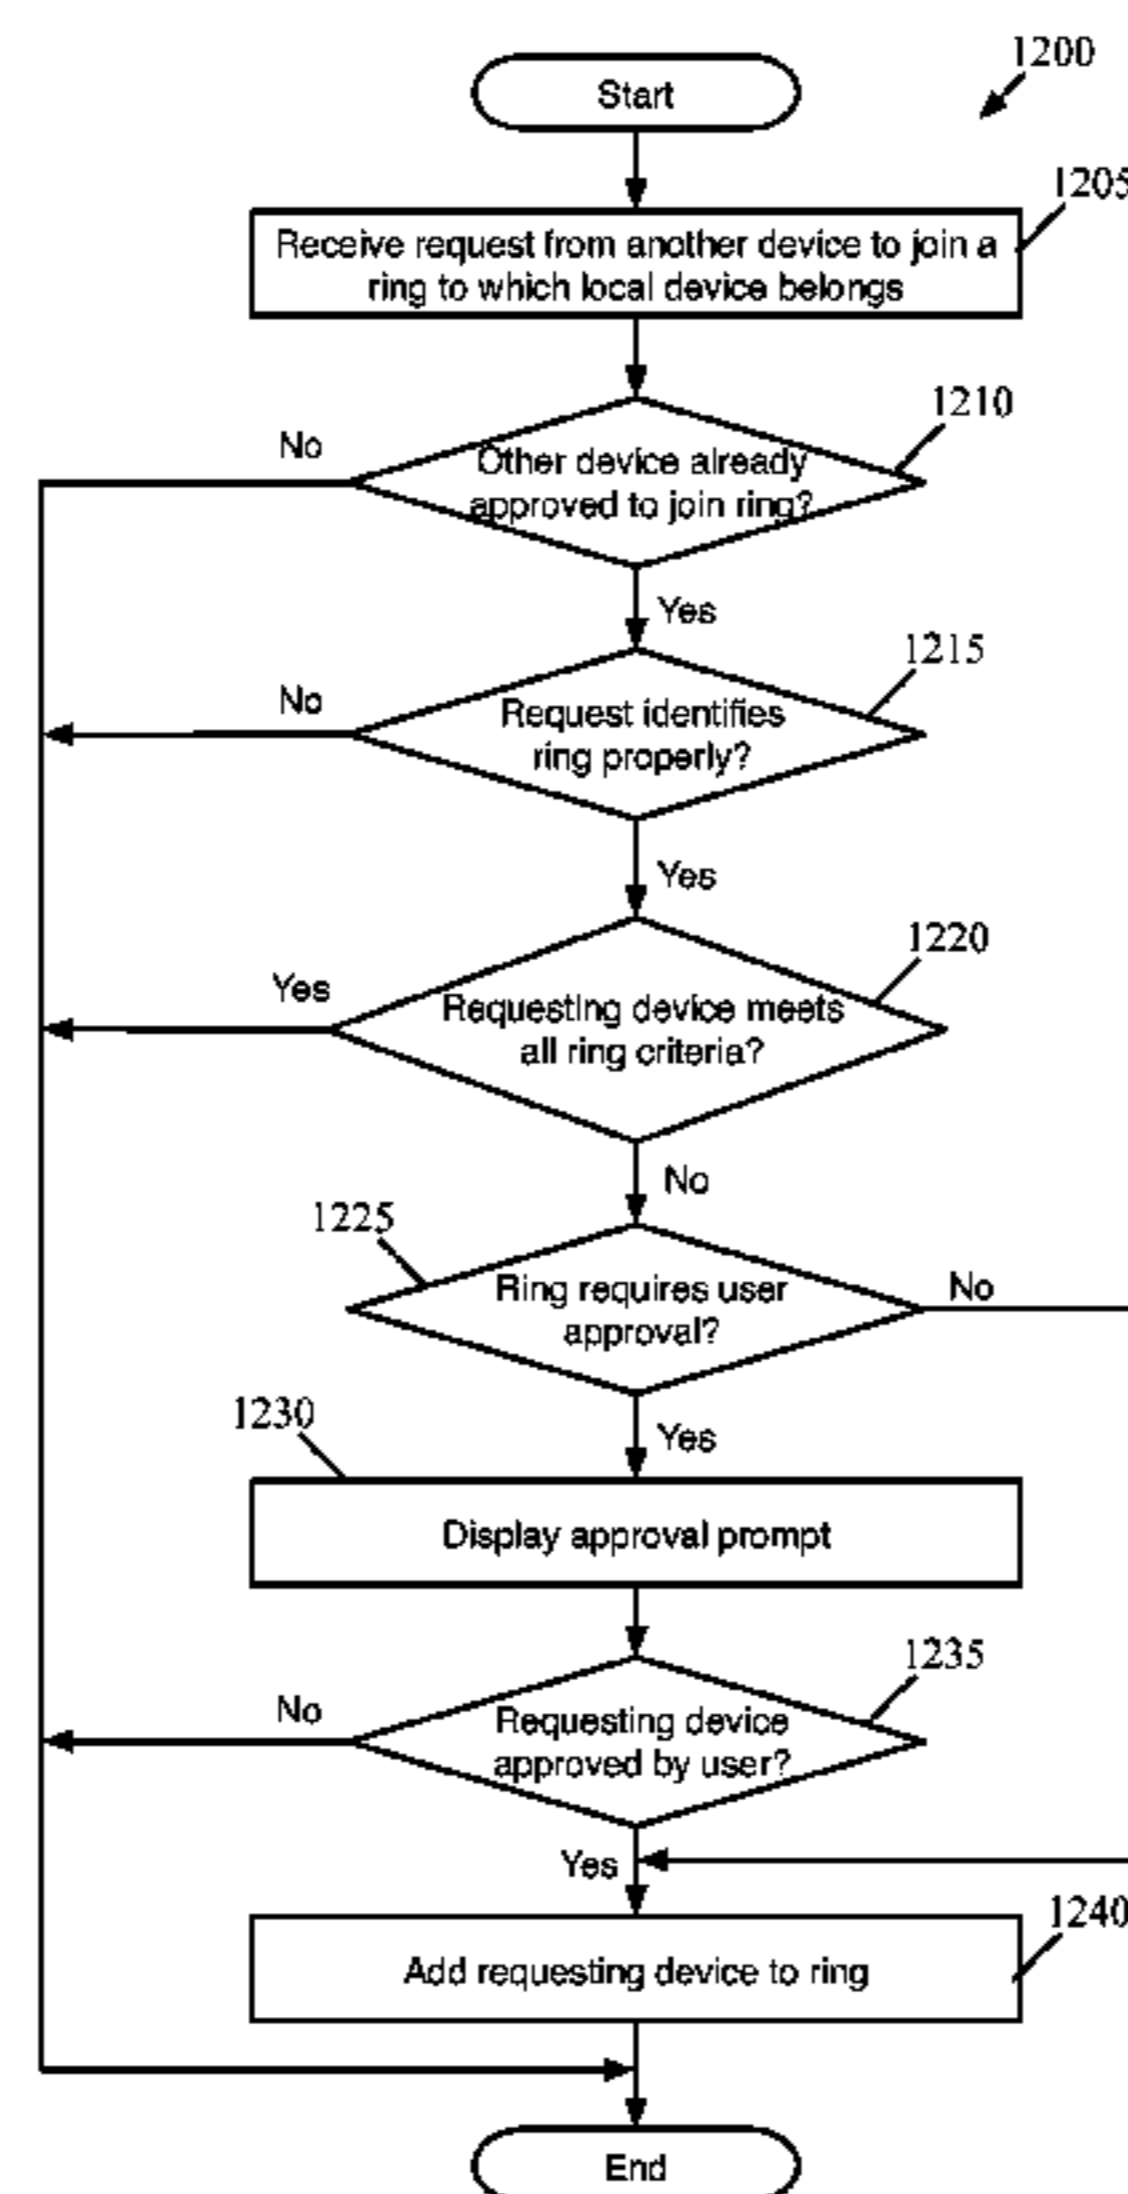 1200
Start
1205
Receive request from another device to join a
ring to which local device belongs
1210
No
Other device already
approved to join ring?
Yes
1215
No
Request identifies
ring properly?
Yes
1220
Yes
Requesting device meets
all ring criteria?
No
1225
Ring requires user
approval?
No
Yes
1230
Display approval prompt
1235
No
Requesting device
approved by user?
Yes
1240
Add requesting device to ring
End